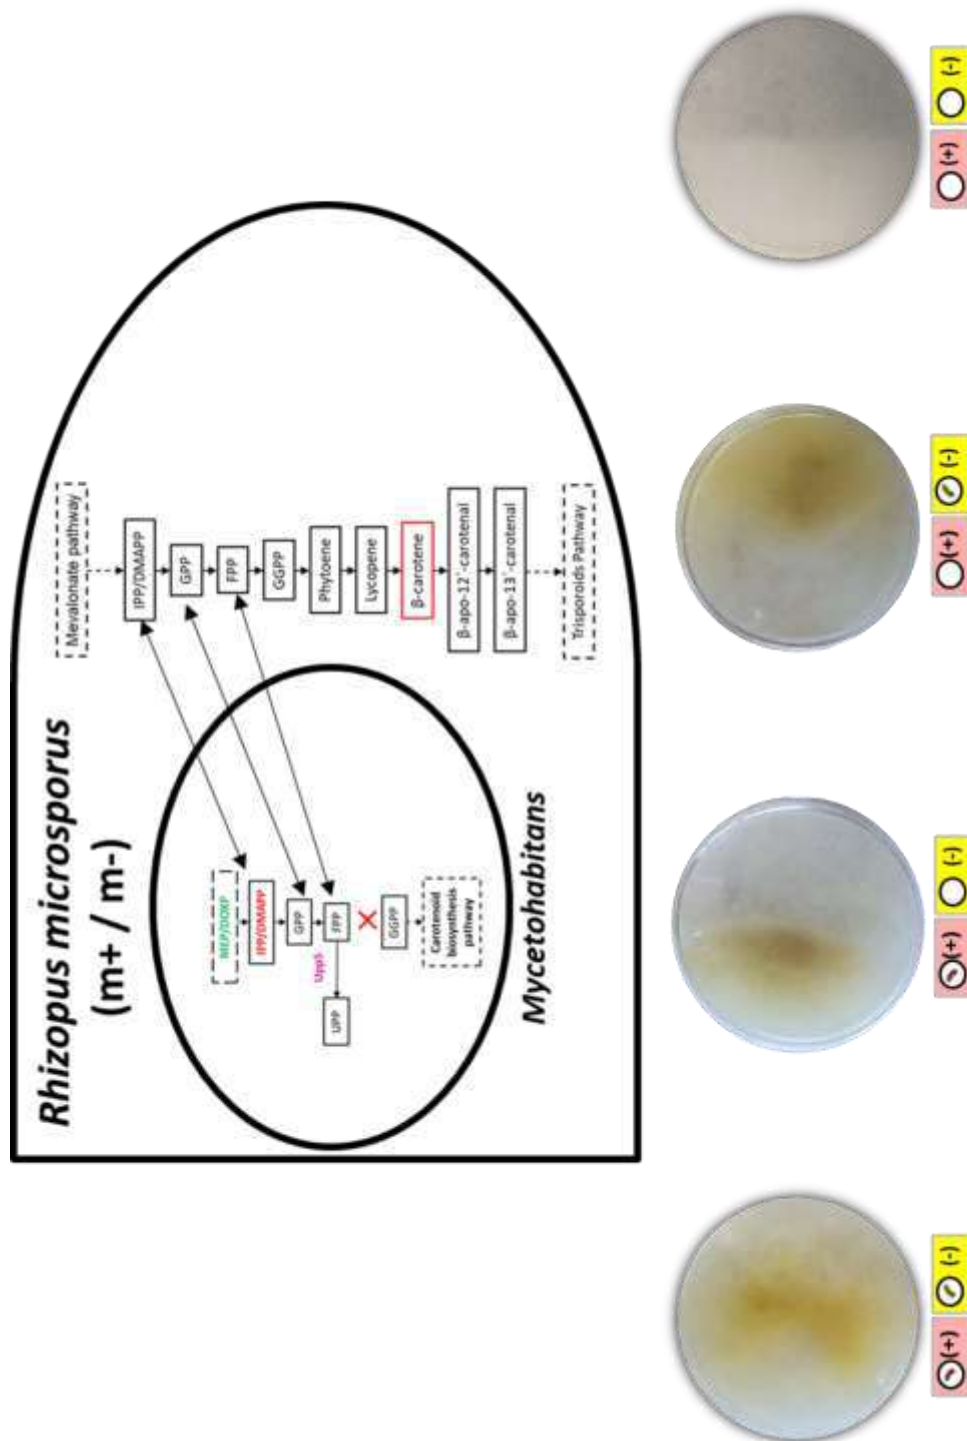 Rhizopus microsporus
(m+ / m-)
Mevalonate pathway
IPP/DMAPP
GPP
FPP
GGPP
Phytoene
Lycopene
β-carotene
β-apo-12´-carotenal
β-apo-13´-carotenal
Trisporoids Pathway
MEP/DOXP
IPP/DMAPP
GPP
FPP
UppS
UPP
GGPP
Carotenoid
biosynthesis
pathway
Mycetohabitans
(+) (-)
(+) (-)
(+) (-)
(+) (-)